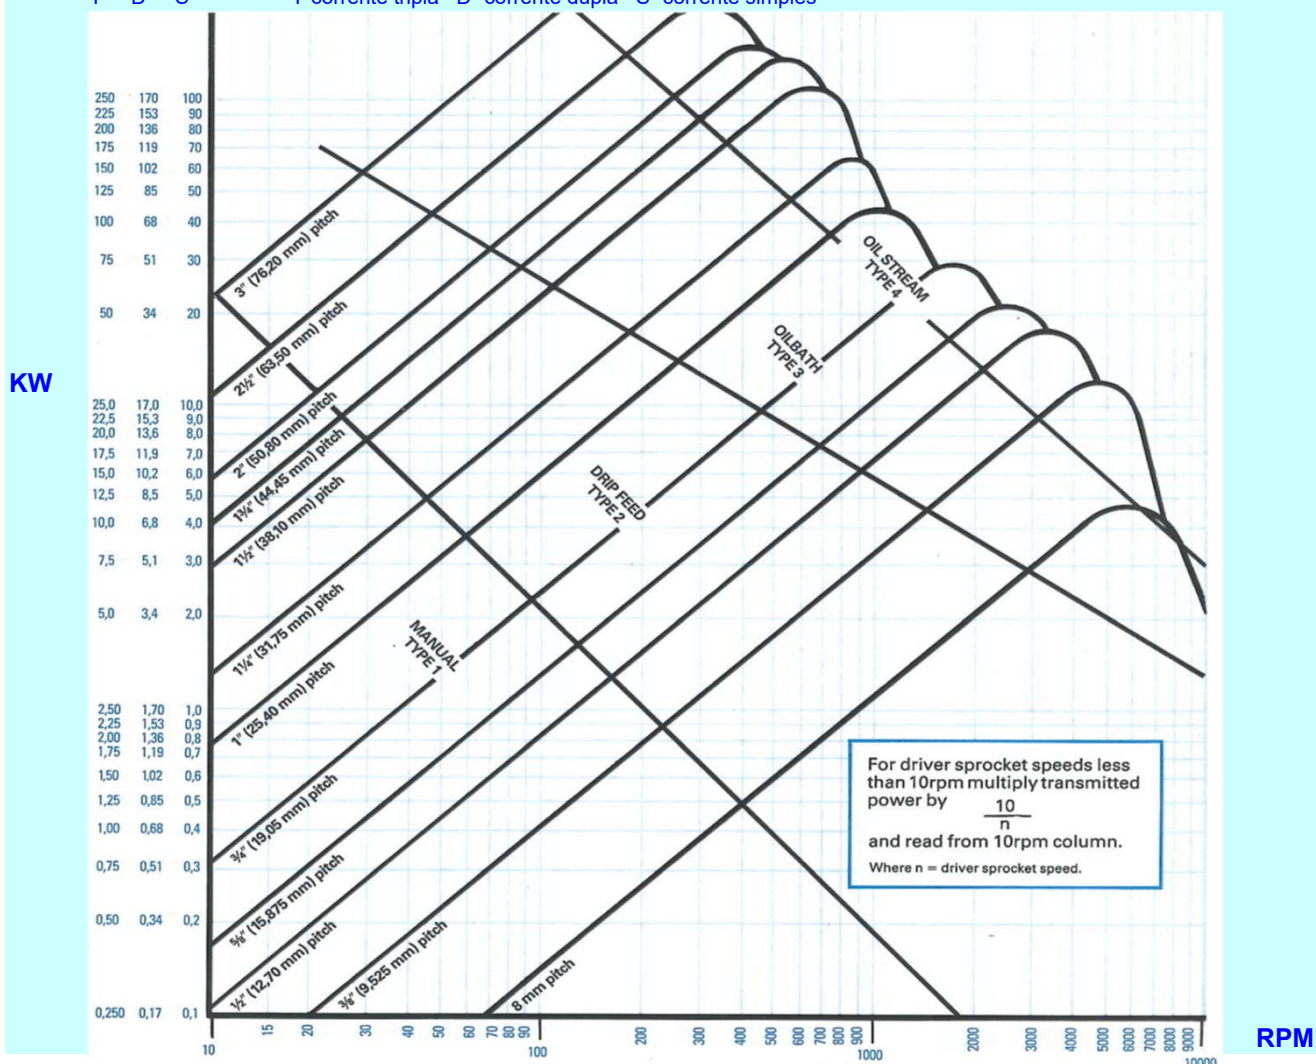 T= corrente tripla D= corrente dupla S= corrente simples
250 170 100
225 153 90
200 136 80
175 119 70
150 102 60
125 85 50
100 68 40
75 51 30
50 34 20
KW
25,0 17,0 10,0
22,5 15,3 9,0
20,0 13,6 8,0
17,5 11,9 7,0
15,0 10,2 6,0
12,5 8,5 5,0
10,0 6,8 4,0
7,5 5,1 3,0
5,0 3,4 2,0
2,50 1,70 1,0
2,25 1,53 0,9
2,00 1,36 0,8
1,75 1,19 0,7
1,50 1,02 0,6
1,25 0,85 0,5
1,00 0,68 0,4
0,75 0,51 0,3
0,50 0,34 0,2
0,250 0,17 0,1
3" (76,20 mm) pitch
2½" (63,50 mm) pitch
2" (50,80 mm) pitch
1¾" (44,45 mm) pitch
1½" (38,10 mm) pitch
1¼" (31,75 mm) pitch
1" (25,40 mm) pitch
¾" (19,05 mm) pitch
⅝" (15,875 mm) pitch
½" (12,70 mm) pitch
⅜" (9,525 mm) pitch
8 mm pitch
OIL STREAM
TYPE 4
OILBATH
TYPE 3
DRIP FEED
TYPE 2
MANUAL
TYPE 1
For driver sprocket speeds less
than 10rpm multiply transmitted
power by 10
n
and read from 10rpm column.
Where n = driver sprocket speed.
10 15 20 30 40 50 60 70 80 90 100 200 300 400 500 600 700 800 900 1000 2000 3000 4000 5000 6000 7000 8000 9000 10000
RPM